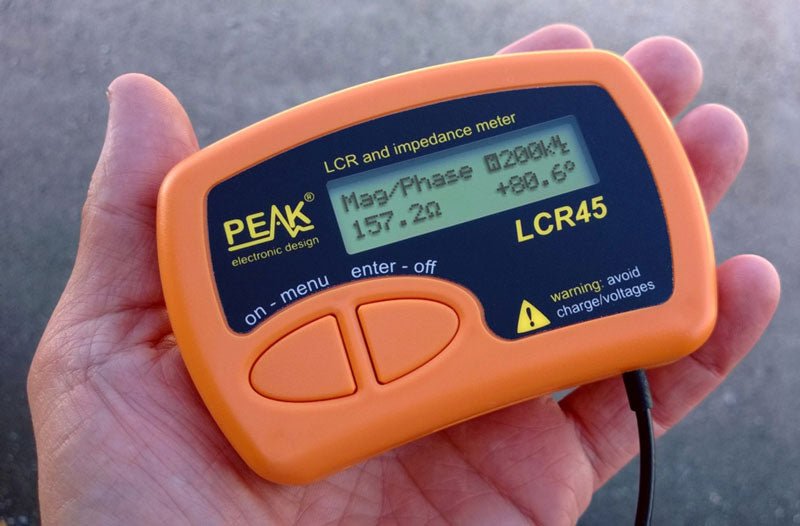 LCR and impedance meter
Mag/Phase 200kHz
157.2Ω +80.6°
PEAK®
electronic design
LCR45
on - menu enter - off
warning: avoid
charge/voltages